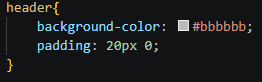 header{
    background-color: #bbbbbb;
    padding: 20px 0;
}